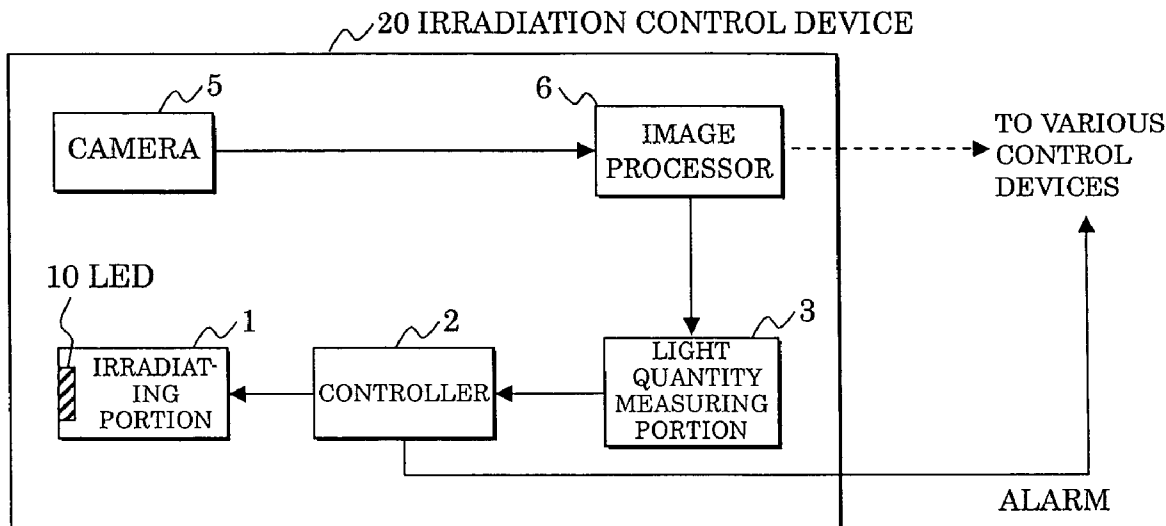 20 IRRADIATION CONTROL DEVICE
5
CAMERA
6
IMAGE
PROCESSOR
TO VARIOUS
CONTROL
DEVICES
10 LED
1
IRRADIAT-
ING
PORTION
2
CONTROLLER
3
LIGHT
QUANTITY
MEASURING
PORTION
ALARM